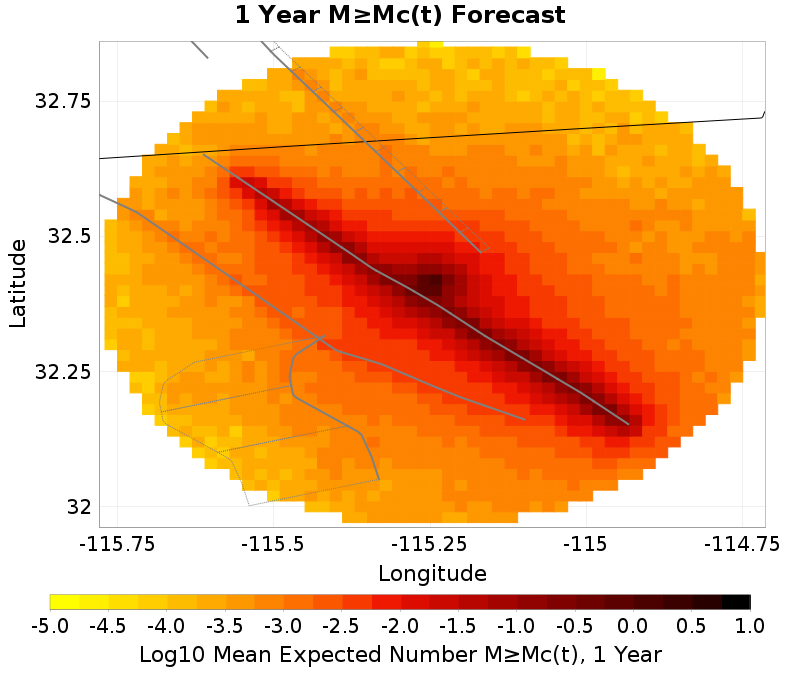 1 Year M≥Mc(t) Forecast
32.75
32.5
32.25
32
Latitude
-115.75 -115.5 -115.25 -115 -114.75
Longitude
-5.0 -4.5 -4.0 -3.5 -3.0 -2.5 -2.0 -1.5 -1.0 -0.5 0.0 0.5 1.0
Log10 Mean Expected Number M≥Mc(t), 1 Year